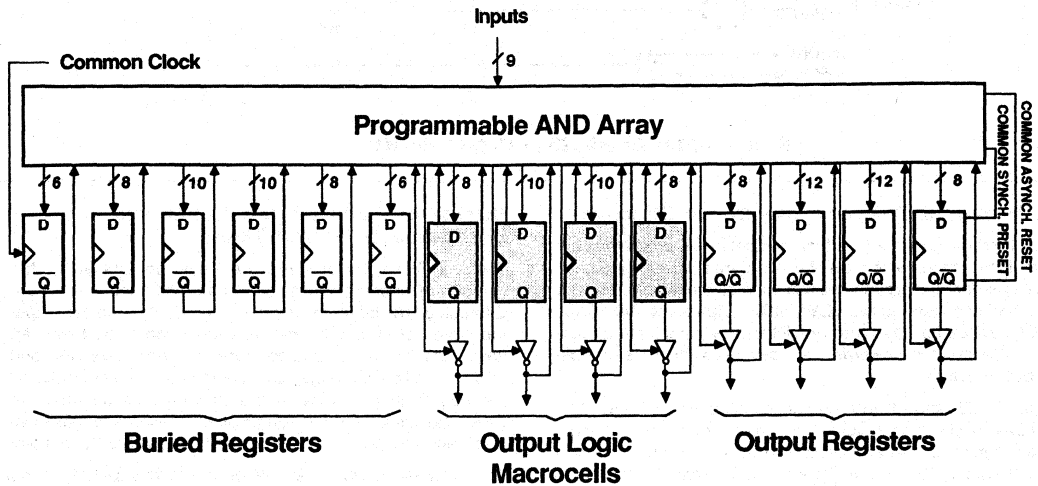 Inputs
9
Common Clock
Programmable AND Array
COMMON SYNCH. PRESET
COMMON ASYNCH. RESET
6 8 10 10 8 6 8 10 10 8 8 12 12 8
D D D D D D D D D D D D D D
Q̅ Q̅ Q̅ Q̅ Q̅ Q̅ Q Q Q Q Q/Q̅ Q/Q̅ Q/Q̅ Q/Q̅
Buried Registers
Output Logic
Macrocells
Output Registers